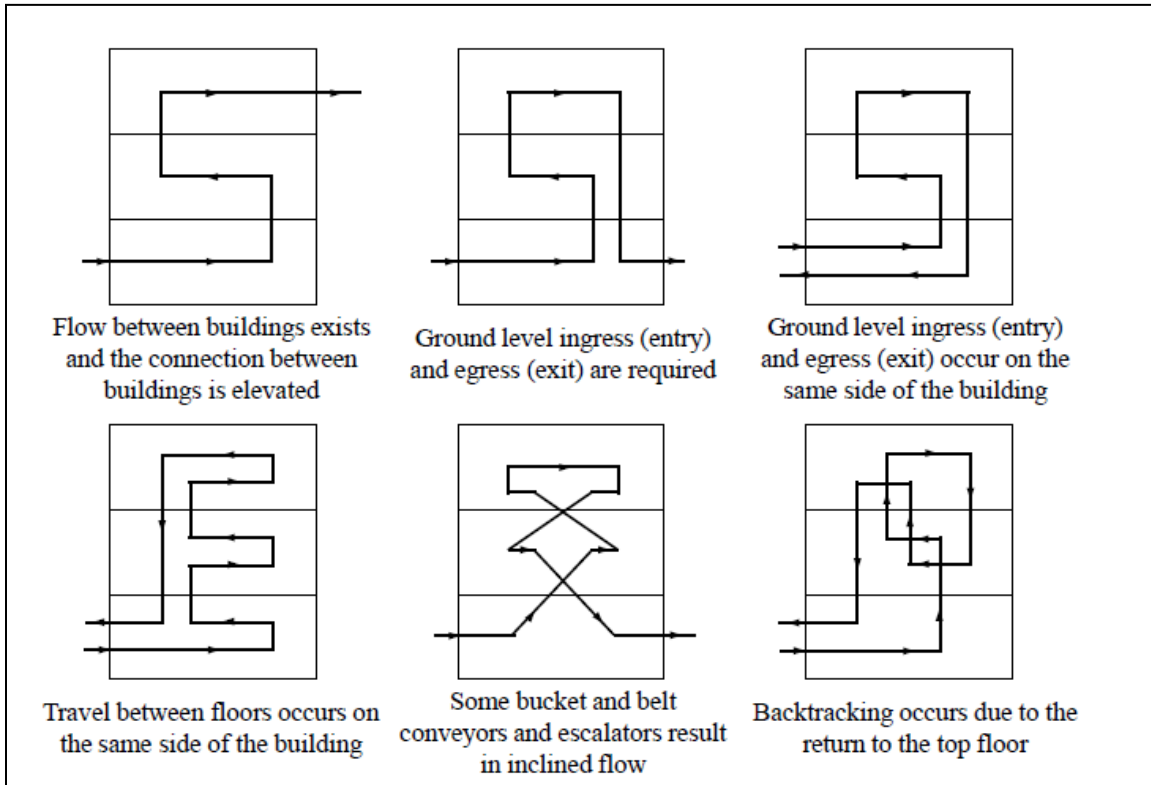 Flow between buildings exists
and the connection between
buildings is elevated
Ground level ingress (entry)
and egress (exit) are required
Ground level ingress (entry)
and egress (exit) occur on the
same side of the building
Travel between floors occurs on
the same side of the building
Some bucket and belt
conveyors and escalators result
in inclined flow
Backtracking occurs due to the
return to the top floor